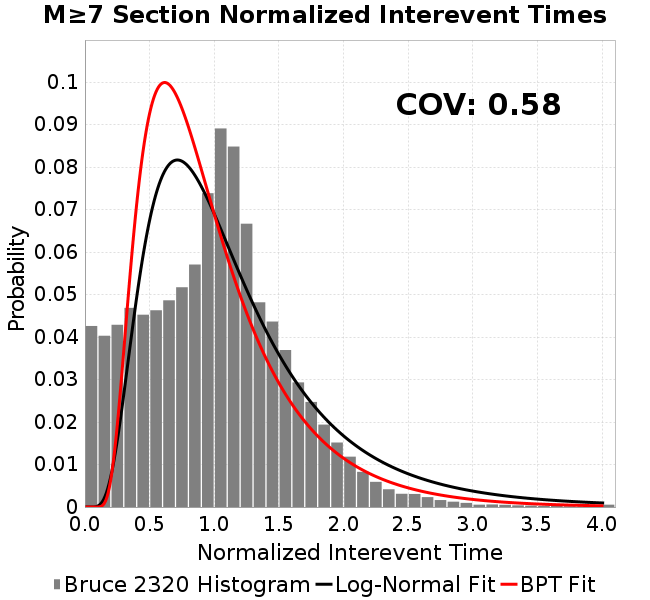 M≥7 Section Normalized Interevent Times
COV: 0.58
Probability
0.1
0.09
0.08
0.07
0.06
0.05
0.04
0.03
0.02
0.01
0
0.0 0.5 1.0 1.5 2.0 2.5 3.0 3.5 4.0
Normalized Interevent Time
Bruce 2320 Histogram Log-Normal Fit BPT Fit